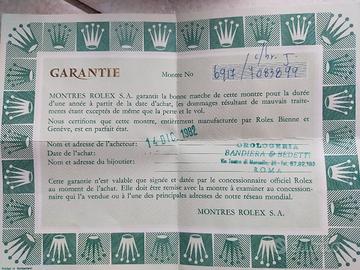 GARANTIE
Montre No 6917/7083899
MONTRES ROLEX S.A. garantit la bonne marche de cette montre pour la durée
d'une année à partir de la date d'achat, les dommages résultant de mauvais traite-
ments étant exceptés de même que la perte et le vol.
Nous certifions que cette montre, entièrement manufacturée par Rolex Bienne et
Genève, est en parfait état.
Nom et adresse de l'acheteur:
Date de l'achat: 14 DIC. 1982
Nom et adresse du bijoutier:
OROLOGERIA
BANDIERA & BEDETTI
ROMA
Cette garantie n'est valable que signée et datée par le concessionnaire officiel Rolex
au moment de l'achat. Elle doit être remise avec la montre à examiner au concession-
naire qui l'a vendue ou à l'une des principales adresses de notre réseau mondial.
MONTRES ROLEX S.A.